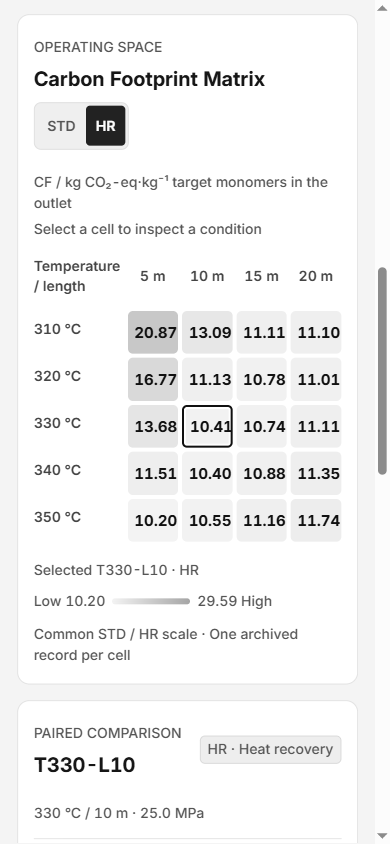 OPERATING SPACE
Carbon Footprint Matrix
STD HR
CF / kg CO₂-eq·kg⁻¹ target monomers in the
outlet
Select a cell to inspect a condition
Temperature
/ length 5 m 10 m 15 m 20 m
310 °C 20.87 13.09 11.11 11.10
320 °C 16.77 11.13 10.78 11.01
330 °C 13.68 10.41 10.74 11.11
340 °C 11.51 10.40 10.88 11.35
350 °C 10.20 10.55 11.16 11.74
Selected T330-L10 · HR
Low 10.20 29.59 High
Common STD / HR scale · One archived
record per cell
PAIRED COMPARISON
T330-L10
HR · Heat recovery
330 °C / 10 m · 25.0 MPa